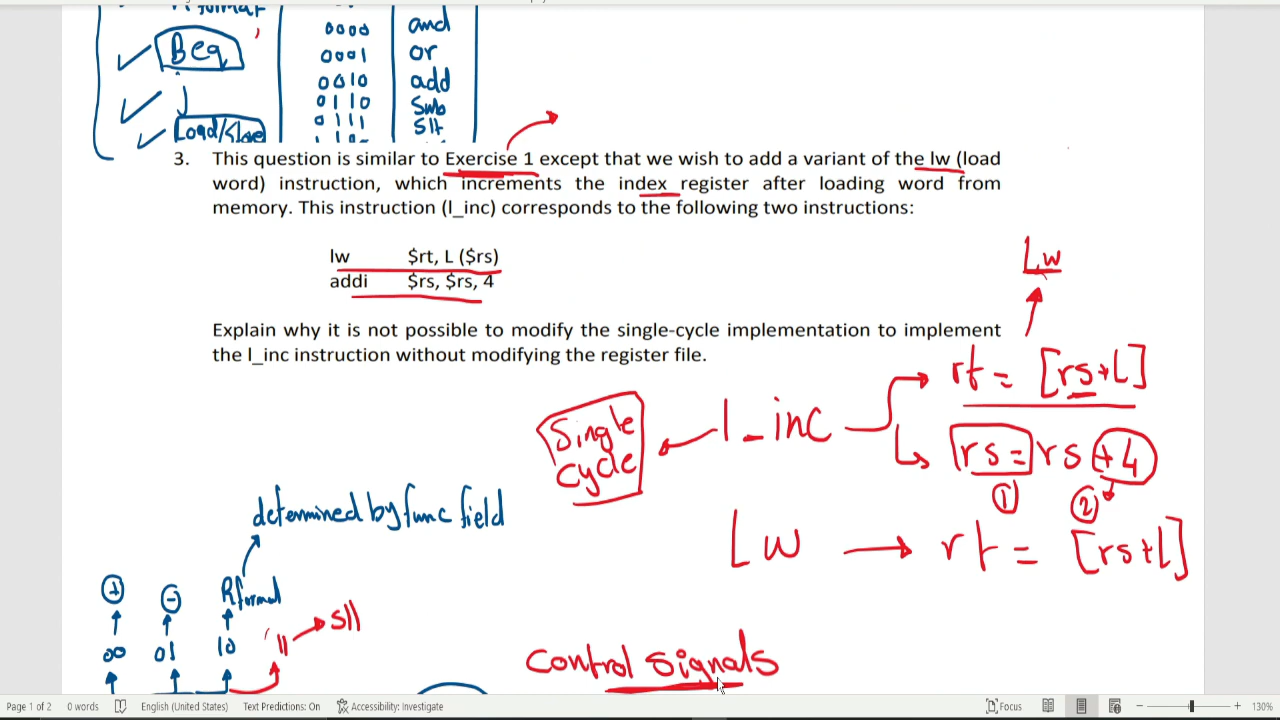 Beq
Load/Store
0000 and
0001 or
0010 add
0110 Sub
0111 Slt
3. This question is similar to Exercise 1 except that we wish to add a variant of the lw (load
word) instruction, which increments the index register after loading word from
memory. This instruction (l_inc) corresponds to the following two instructions:
lw $rt, L ($rs)
addi $rs, $rs, 4
Explain why it is not possible to modify the single-cycle implementation to implement
the l_inc instruction without modifying the register file.
Lw
rt = [rs+L]
Single
cycle
l_inc
rs = rs + 4
1 2
Lw → rt = [rs+L]
determined by func field
+ - Rformat
00 01 10 11 → sll
Control signals
Page 1 of 2 0 words English (United States) Text Predictions: On Accessibility: Investigate Focus 130%